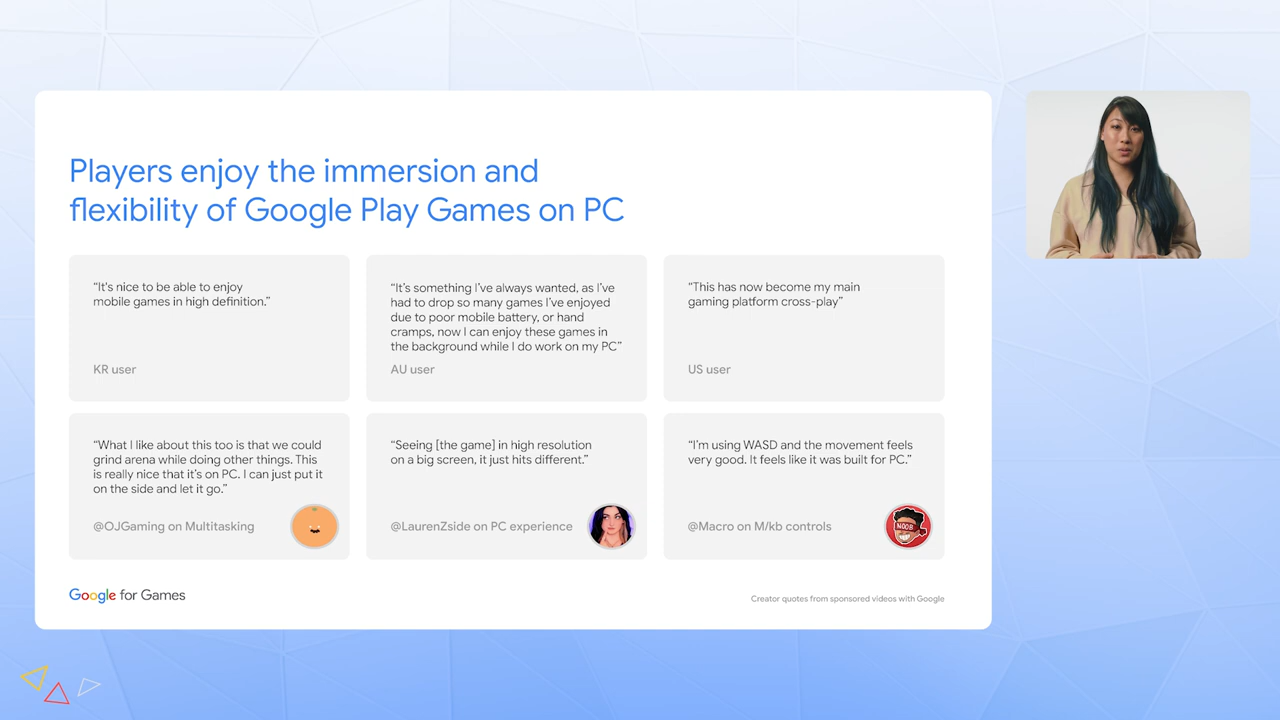 Players enjoy the immersion and
flexibility of Google Play Games on PC
“It's nice to be able to enjoy
mobile games in high definition.”
KR user
“It’s something I’ve always wanted, as I’ve
had to drop so many games I’ve enjoyed
due to poor mobile battery, or hand
cramps, now I can enjoy these games in
the background while I do work on my PC”
AU user
“This has now become my main
gaming platform cross-play”
US user
“What I like about this too is that we could
grind arena while doing other things. This
is really nice that it’s on PC. I can just put it
on the side and let it go.”
@OJGaming on Multitasking
“Seeing [the game] in high resolution
on a big screen, it just hits different.”
@LaurenZside on PC experience
“I’m using WASD and the movement feels
very good. It feels like it was built for PC.”
@Macro on M/kb controls
NOOB
Google for Games
Creator quotes from sponsored videos with Google